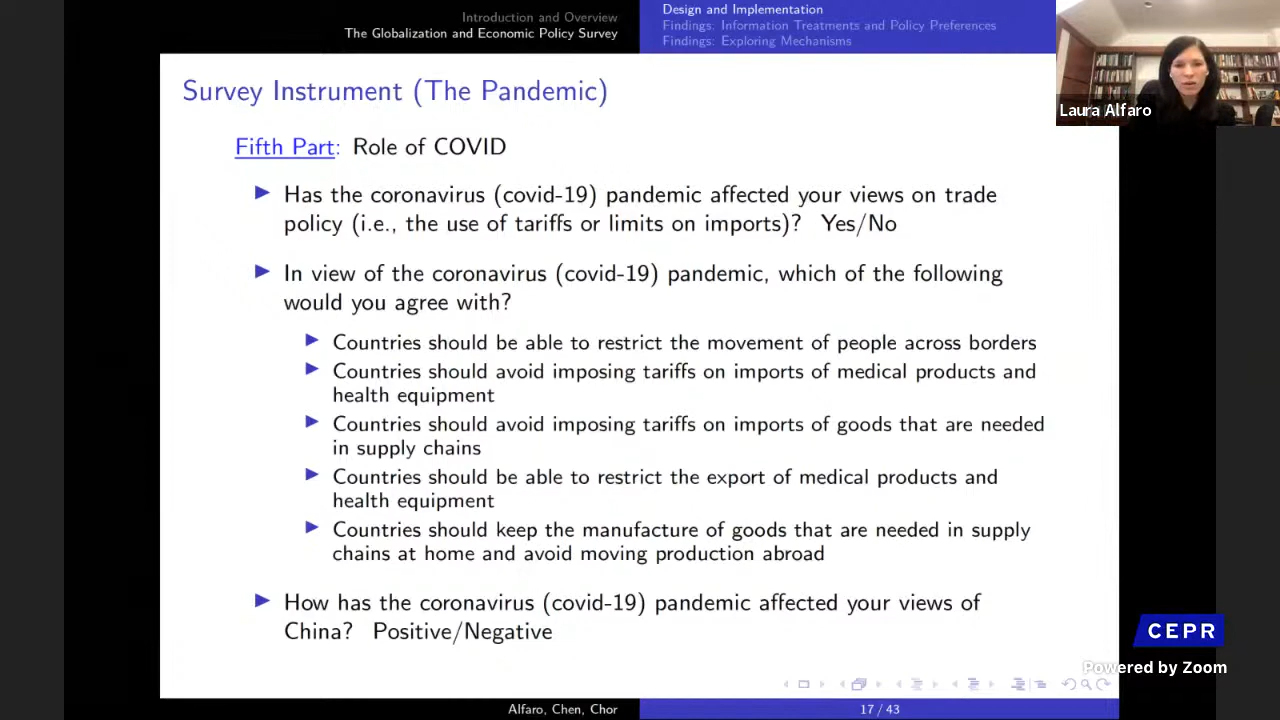 Introduction and Overview
The Globalization and Economic Policy Survey
Design and Implementation
Findings: Information Treatments and Policy Preferences
Findings: Exploring Mechanisms
Laura Alfaro
Survey Instrument (The Pandemic)
Fifth Part: Role of COVID
Has the coronavirus (covid-19) pandemic affected your views on trade
policy (i.e., the use of tariffs or limits on imports)? Yes/No
In view of the coronavirus (covid-19) pandemic, which of the following
would you agree with?
Countries should be able to restrict the movement of people across borders
Countries should avoid imposing tariffs on imports of medical products and
health equipment
Countries should avoid imposing tariffs on imports of goods that are needed
in supply chains
Countries should be able to restrict the export of medical products and
health equipment
Countries should keep the manufacture of goods that are needed in supply
chains at home and avoid moving production abroad
How has the coronavirus (covid-19) pandemic affected your views of
China? Positive/Negative
CEPR
Powered by Zoom
Alfaro, Chen, Chor
17 / 43